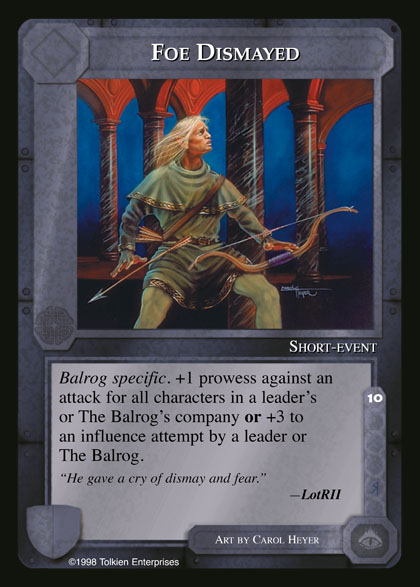 FOE DISMAYED
CAROL HEYER
SHORT-EVENT
Balrog specific. +1 prowess against an
attack for all characters in a leader's
or The Balrog's company or +3 to
an influence attempt by a leader or
The Balrog.
“He gave a cry of dismay and fear.”
—LotRII
10
ART BY CAROL HEYER
©1998 Tolkien Enterprises